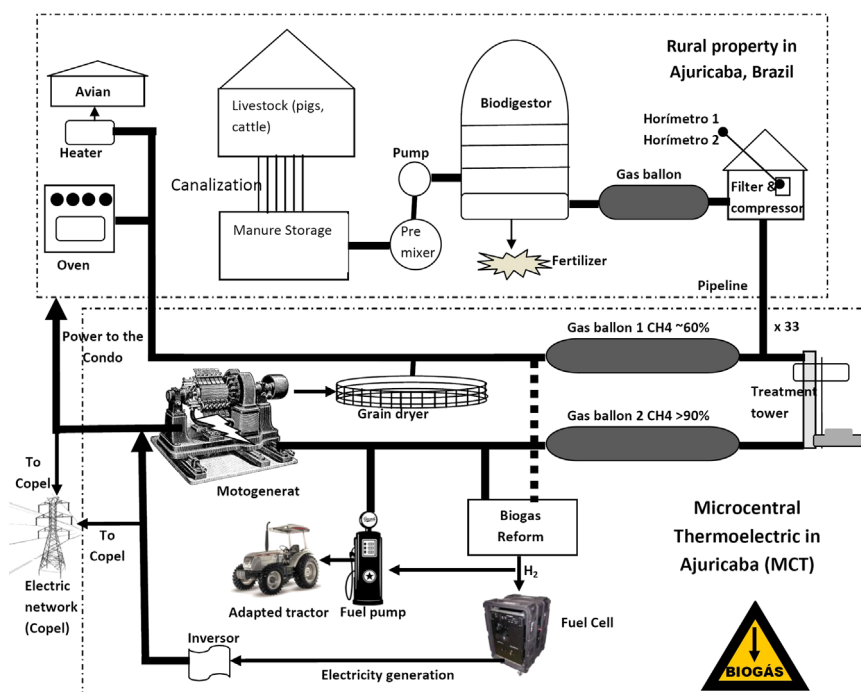 Rural property in
Ajuricaba, Brazil
Avian
Heater
Oven
Livestock (pigs,
cattle)
Canalization
Manure Storage
Pump
Pre
mixer
Biodigestor
Fertilizer
Gas ballon
Horímetro 1
Horímetro 2
Filter &
compressor
Pipeline
x 33
Power to the
Condo
Gas ballon 1 CH4 ~60%
Treatment
tower
Grain dryer
Gas ballon 2 CH4 >90%
Motogenerat
To
Copel
To
Copel
Electric
network
(Copel)
Biogas
Reform
H2
Adapted tractor
Fuel pump
Fuel Cell
Inversor
Electricity generation
Microcentral
Thermoelectric in
Ajuricaba (MCT)
BIOGÁS